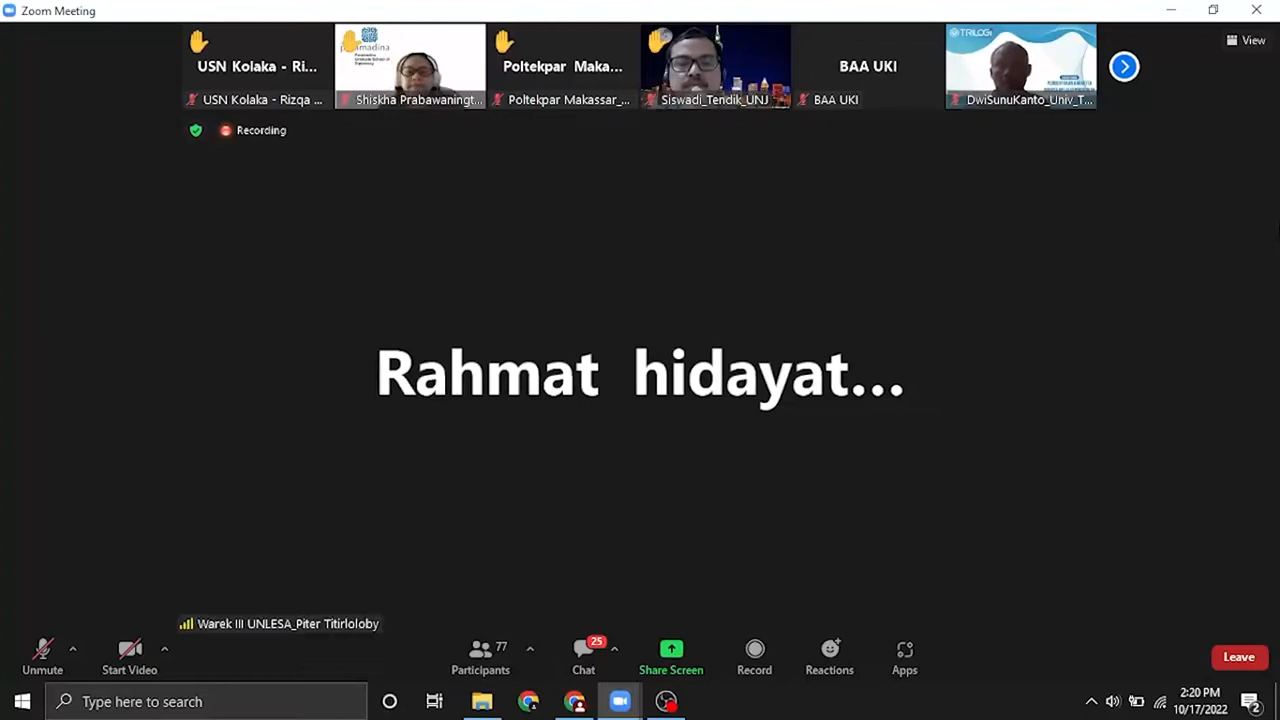 Zoom Meeting
View
USN Kolaka - Ri...
Poltekpar Maka...
BAA UKI
TRILOGI
USN Kolaka - Rizqa ...
Shiskha Prabawaningt...
Poltekpar Makassar_...
Siswadi_Tendik_UNJ
BAA UKI
DwiSunuKanto_Univ_T...
Recording
Rahmat hidayat...
Warek III UNLESA_Piter Titirloloby
77
25
Unmute
Start Video
Participants
Chat
Share Screen
Record
Reactions
Apps
Leave
Type here to search
2:20 PM
10/17/2022
2